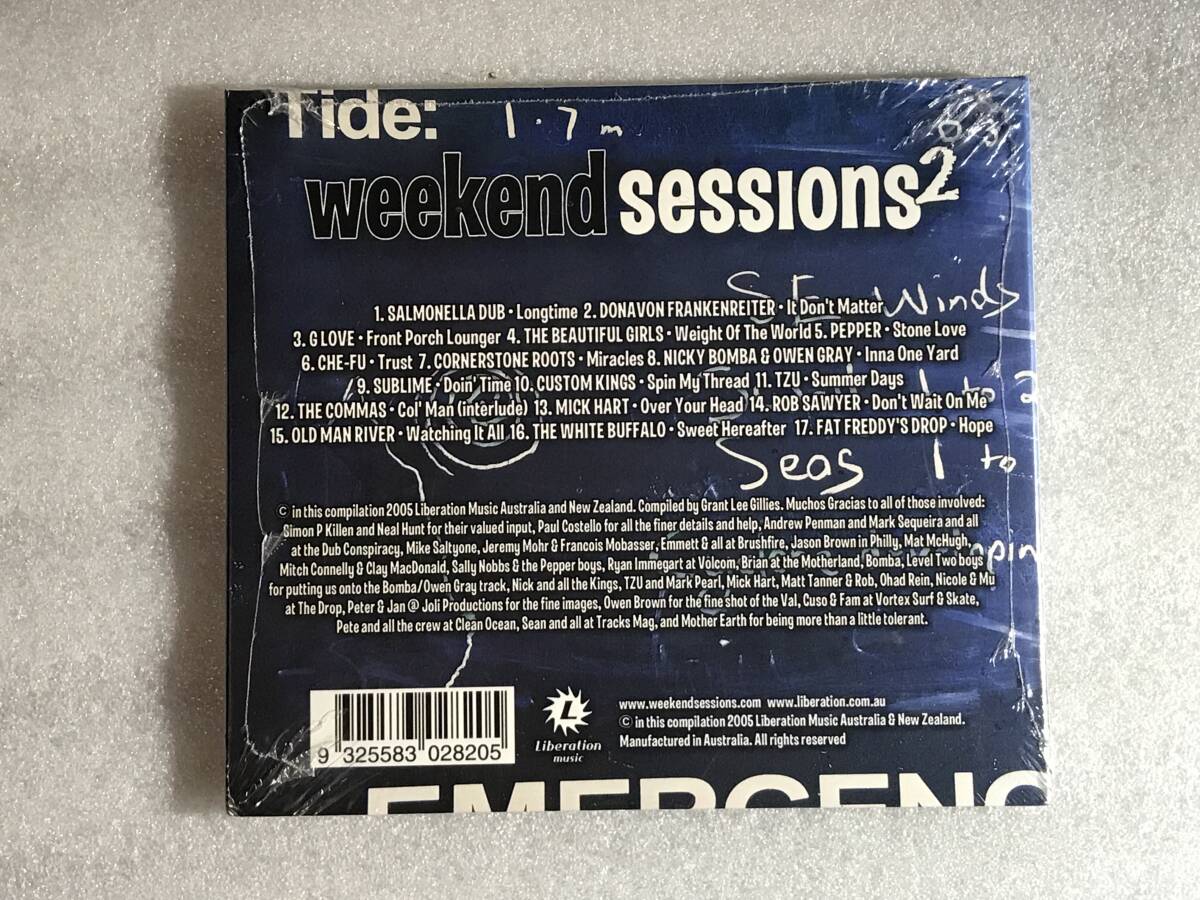 Tide: 1.7m
weekend sessions2
SE Winds
1. SALMONELLA DUB • Longtime 2. DONAVON FRANKENREITER • It Don't Matter
3. G LOVE • Front Porch Lounger 4. THE BEAUTIFUL GIRLS • Weight Of The World 5. PEPPER • Stone Love
6. CHE-FU • Trust 7. CORNERSTONE ROOTS • Miracles 8. NICKY BOMBA & OWEN GRAY • Inna One Yard
9. SUBLIME • Doin' Time 10. CUSTOM KINGS • Spin My Thread 11. TZU • Summer Days
12. THE COMMAS • Col' Man (interlude) 13. MICK HART • Over Your Head 14. ROB SAWYER • Don't Wait On Me
15. OLD MAN RIVER • Watching It All 16. THE WHITE BUFFALO • Sweet Hereafter 17. FAT FREDDY'S DROP • Hope
Seas 1 to
© in this compilation 2005 Liberation Music Australia and New Zealand. Compiled by Grant Lee Gillies. Muchos Gracias to all of those involved:
Simon P Killen and Neal Hunt for their valued input, Paul Costello for all the finer details and help, Andrew Penman and Mark Sequeira and all
at the Dub Conspiracy, Mike Saltyone, Jeremy Mohr & Francois Mobasser, Emmett & all at Brushfire, Jason Brown in Philly, Mat McHugh,
Mitch Connelly & Clay MacDonald, Sally Nobbs & the Pepper boys, Ryan Immegart at Volcom, Brian at the Motherland, Bomba, Level Two boys
for putting us onto the Bomba/Owen Gray track, Nick and all the Kings, TZU and Mark Pearl, Mick Hart, Matt Tanner & Rob, Ohad Rein, Nicole & Mu
at The Drop, Peter & Jan @ Joli Productions for the fine images, Owen Brown for the fine shot of the Val, Cuso & Fam at Vortex Surf & Skate,
Pete and all the crew at Clean Ocean, Sean and all at Tracks Mag, and Mother Earth for being more than a little tolerant.
9 325583 028205
L
Liberation
music
www.weekendsessions.com www.liberation.com.au
© in this compilation 2005 Liberation Music Australia & New Zealand.
Manufactured in Australia. All rights reserved
EMERGENC